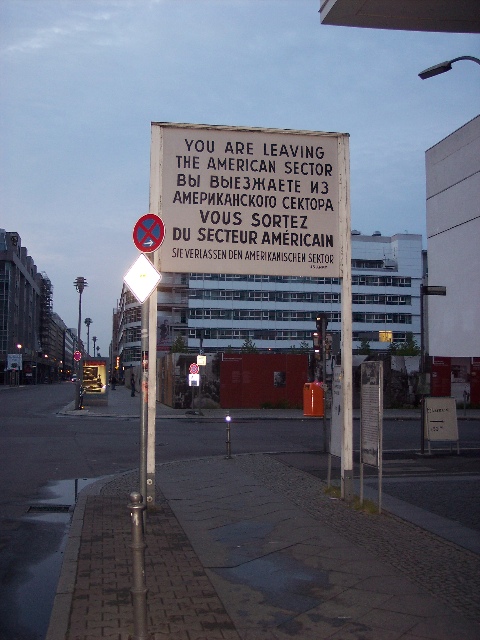 YOU ARE LEAVING
THE AMERICAN SECTOR
ВЫ ВЫЕЗЖАЕТЕ ИЗ
АМЕРИКАНСКОГО СЕКТОРА
VOUS SORTEZ
DU SECTEUR AMÉRICAIN
SIE VERLASSEN DEN AMERIKANISCHEN SEKTOR